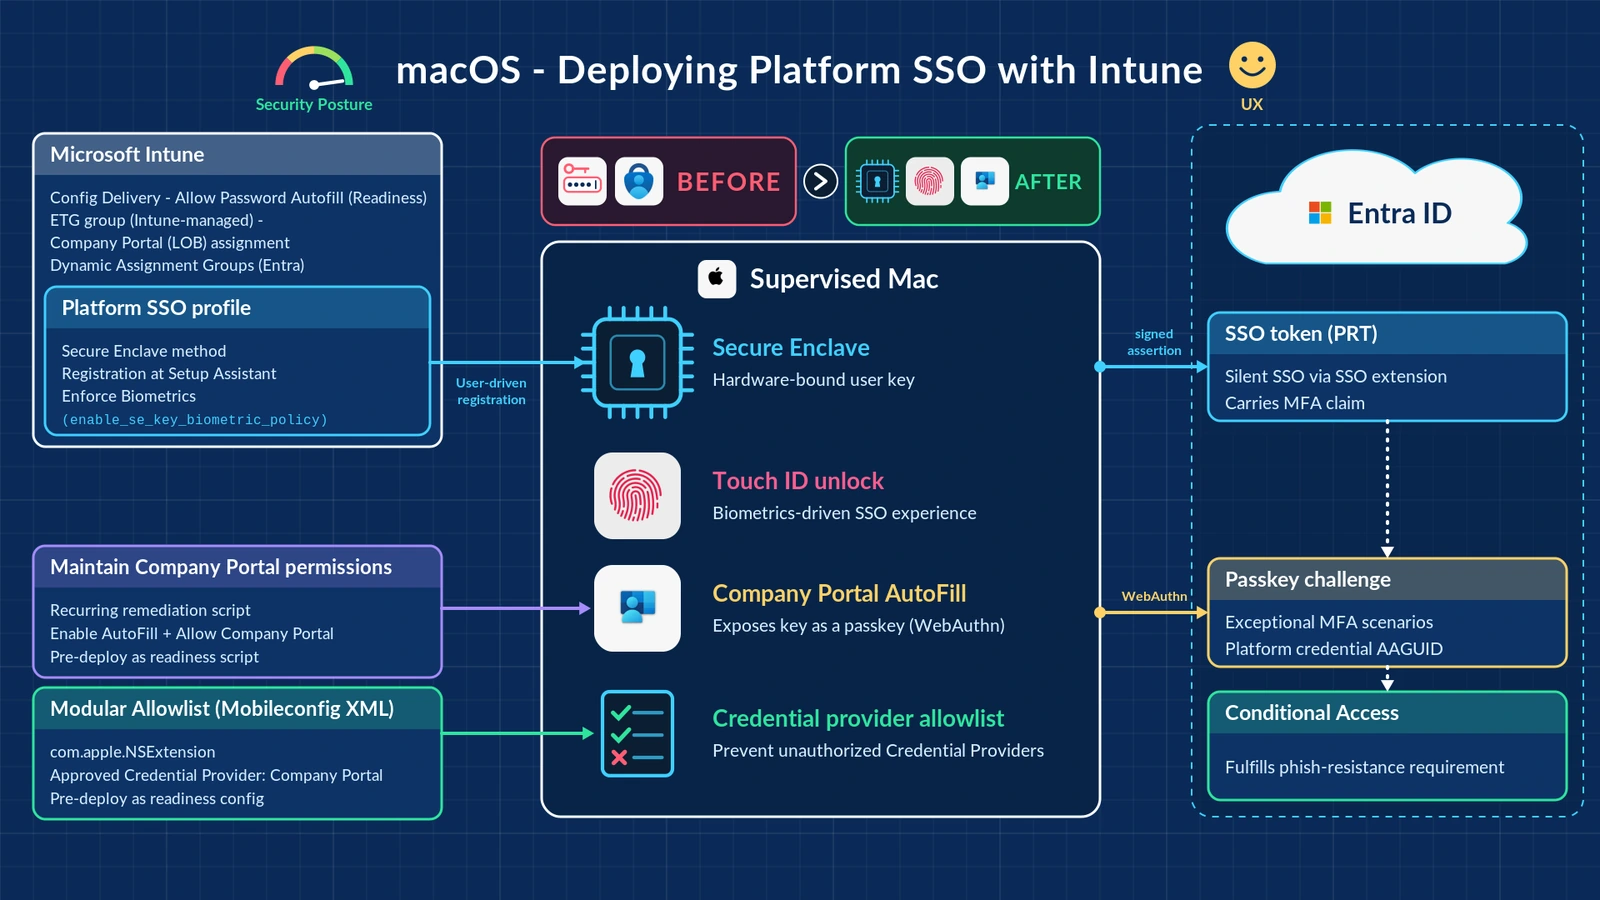 macOS - Deploying Platform SSO with Intune
Security Posture
UX
Microsoft Intune
Config Delivery - Allow Password Autofill (Readiness)
ETG group (Intune-managed) -
Company Portal (LOB) assignment
Dynamic Assignment Groups (Entra)
Platform SSO profile
Secure Enclave method
Registration at Setup Assistant
Enforce Biometrics
(enable_se_key_biometric_policy)
User-driven
registration
Maintain Company Portal permissions
Recurring remediation script
Enable AutoFill + Allow Company Portal
Pre-deploy as readiness script
Modular Allowlist (Mobileconfig XML)
com.apple.NSExtension
Approved Credential Provider: Company Portal
Pre-deploy as readiness config
BEFORE
AFTER
Supervised Mac
Secure Enclave
Hardware-bound user key
Touch ID unlock
Biometrics-driven SSO experience
Company Portal AutoFill
Exposes key as a passkey (WebAuthn)
Credential provider allowlist
Prevent unauthorized Credential Providers
signed
assertion
WebAuthn
Entra ID
SSO token (PRT)
Silent SSO via SSO extension
Carries MFA claim
Passkey challenge
Exceptional MFA scenarios
Platform credential AAGUID
Conditional Access
Fulfills phish-resistance requirement